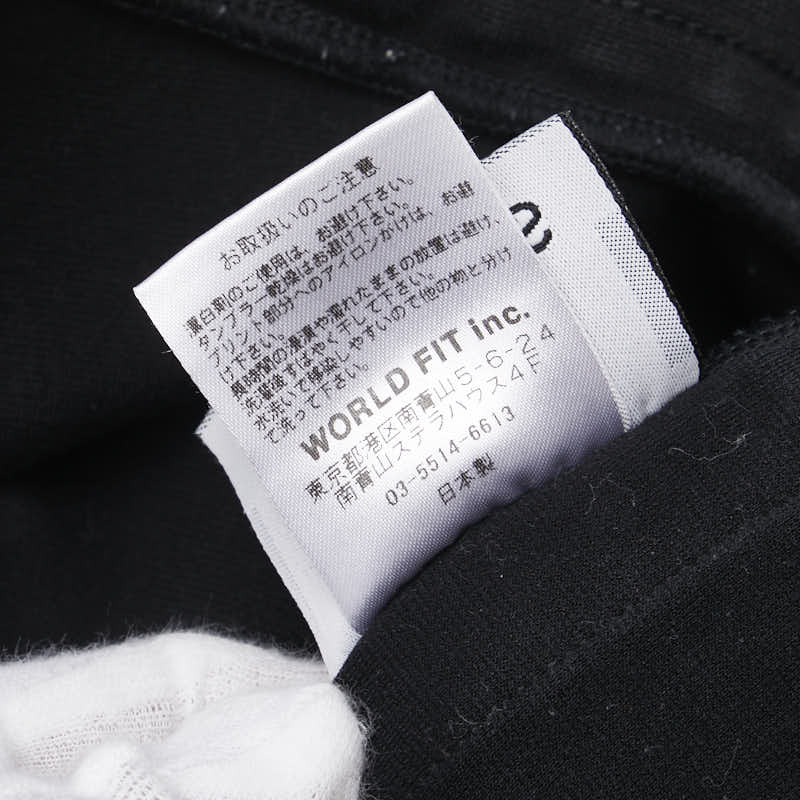 お取扱いのご注意
漂白剤のご使用は、お避け下さい。
タンブラー乾燥はお避け下さい。
プリント部分へのアイロンかけは、お避
け下さい。
長時間の浸漬や濡れたままの放置は避け、
洗濯後すばやく干して下さい。
水洗いで移染しやすいので他の物と分け
て洗って下さい。
WORLD FIT inc.
東京都港区南青山5-6-24
南青山ステラハウス4F
03-5514-6613
日本製
e